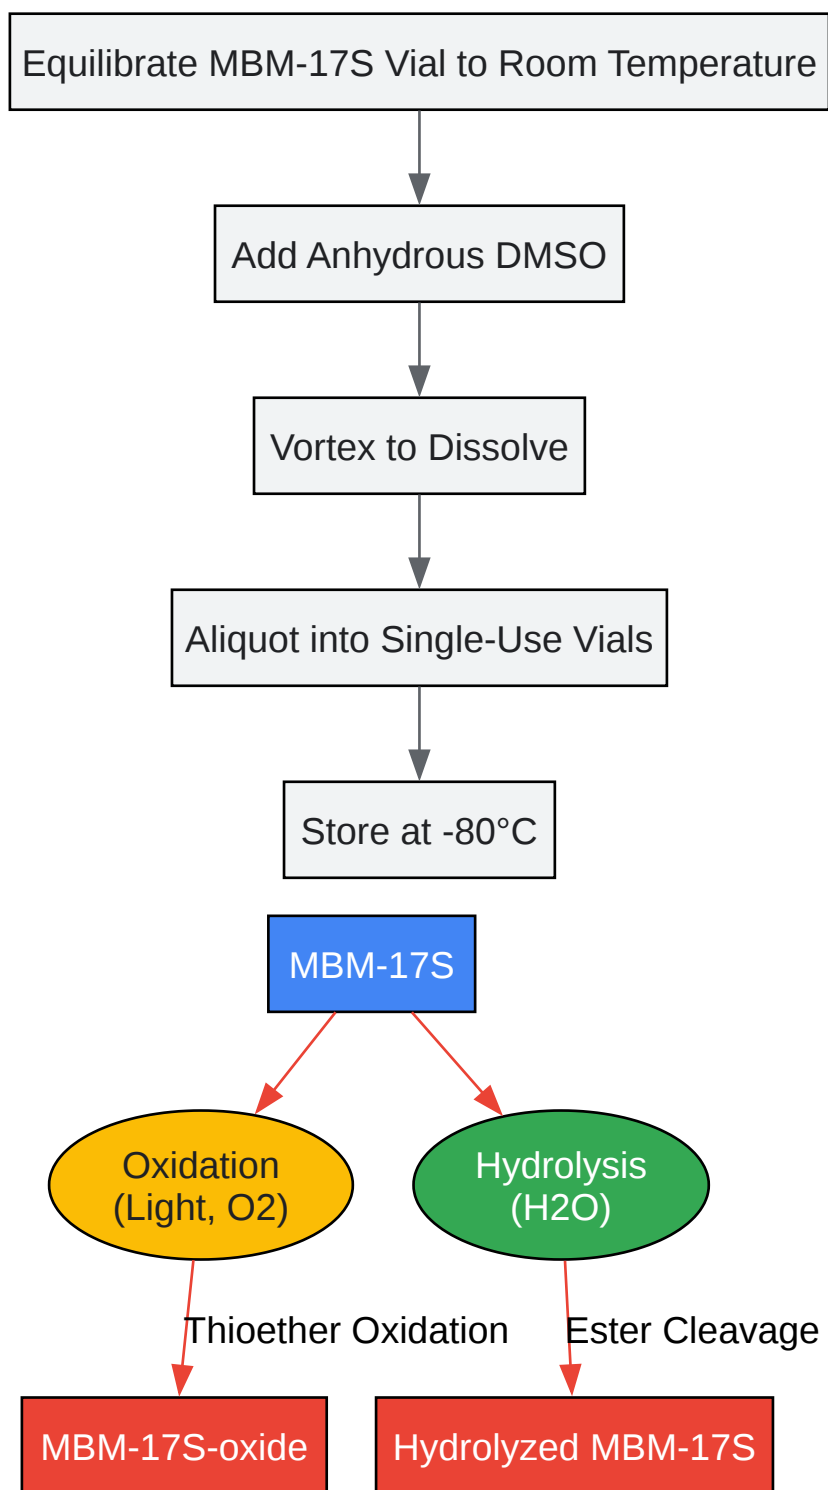 Equilibrate MBM-17S Vial to Room Temperature
Add Anhydrous DMSO
Vortex to Dissolve
Aliquot into Single-Use Vials
Store at -80°C
MBM-17S
Oxidation
(Light, O2)
Hydrolysis
(H2O)
Thioether Oxidation
Ester Cleavage
MBM-17S-oxide
Hydrolyzed MBM-17S